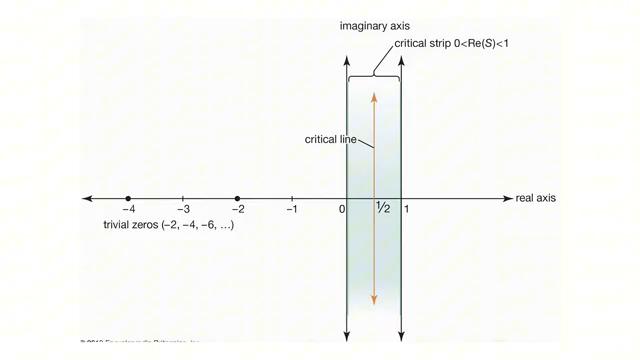 imaginary axis
critical strip 0<Re(S)<1
critical line
real axis
−4 −3 −2 −1 0 1/2 1
trivial zeros (−2, −4, −6, …)